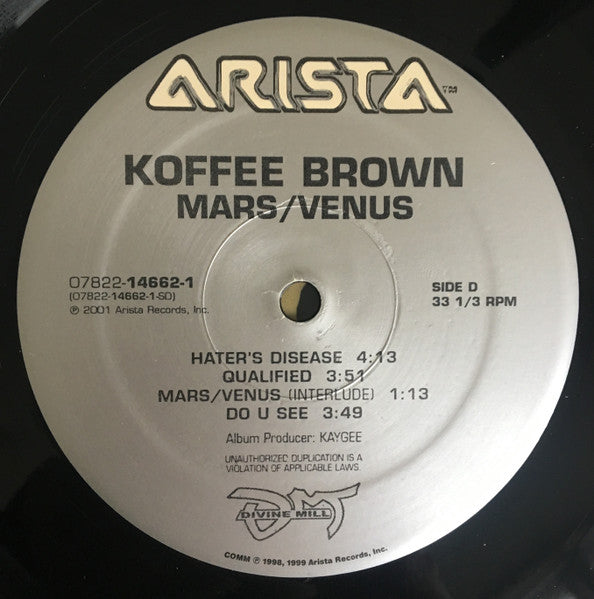 ARISTA™
KOFFEE BROWN
MARS/VENUS
07822-14662-1
(07822-14662-1-SD)
℗ 2001 Arista Records, Inc.
SIDE D
33 1/3 RPM
HATER'S DISEASE 4:13
QUALIFIED 3:51
MARS/VENUS (INTERLUDE) 1:13
DO U SEE 3:49
Album Producer: KAYGEE
UNAUTHORIZED DUPLICATION IS A
VIOLATION OF APPLICABLE LAWS.
DM
DIVINE MILL
COMM ℗ 1998, 1999 Arista Records, Inc.